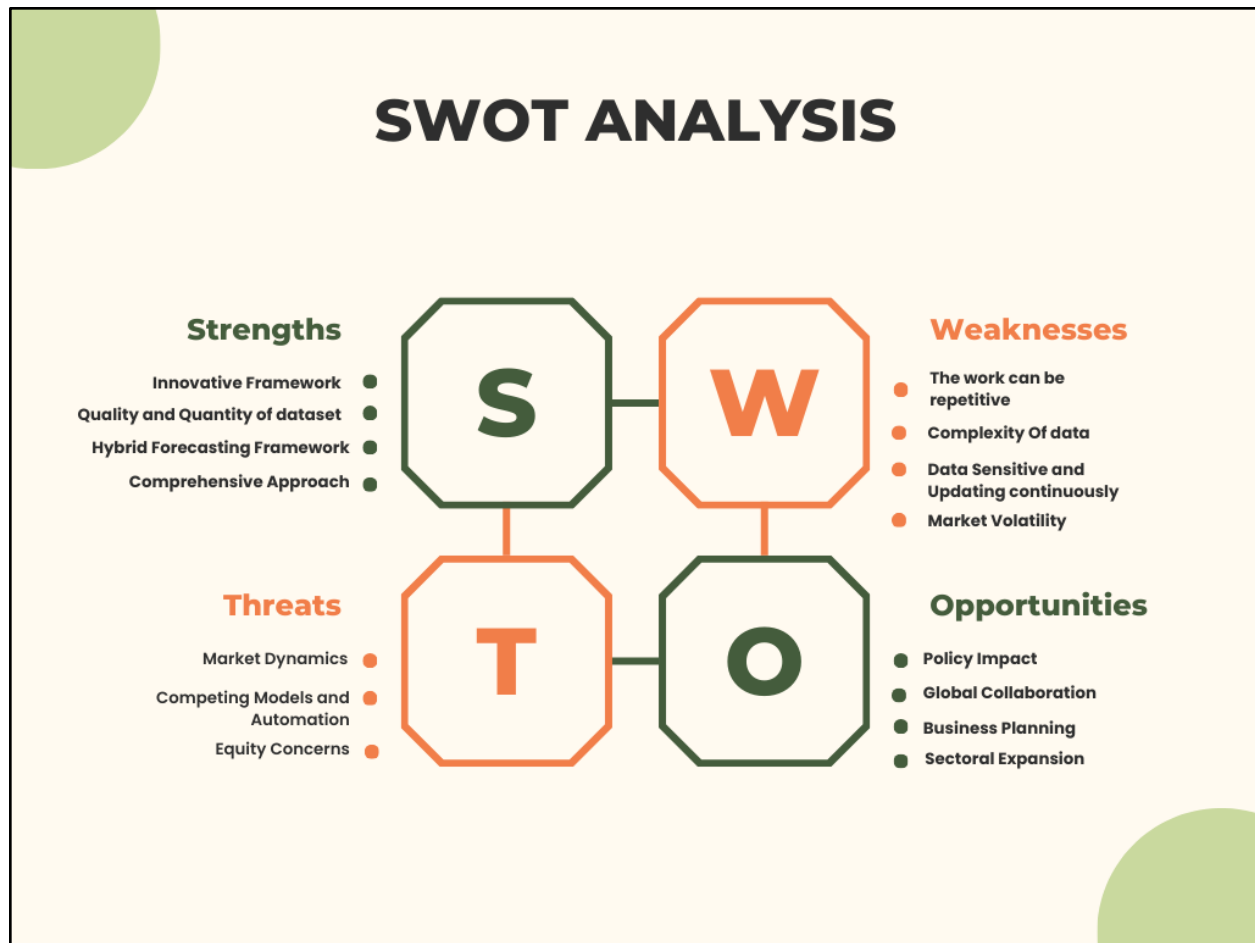 SWOT ANALYSIS
Strengths
Innovative Framework
Quality and Quantity of dataset
Hybrid Forecasting Framework
Comprehensive Approach
S
W
Weaknesses
The work can be
repetitive
Complexity Of data
Data Sensitive and
Updating continuously
Market Volatility
Threats
Market Dynamics
Competing Models and
Automation
Equity Concerns
T
O
Opportunities
Policy Impact
Global Collaboration
Business Planning
Sectoral Expansion